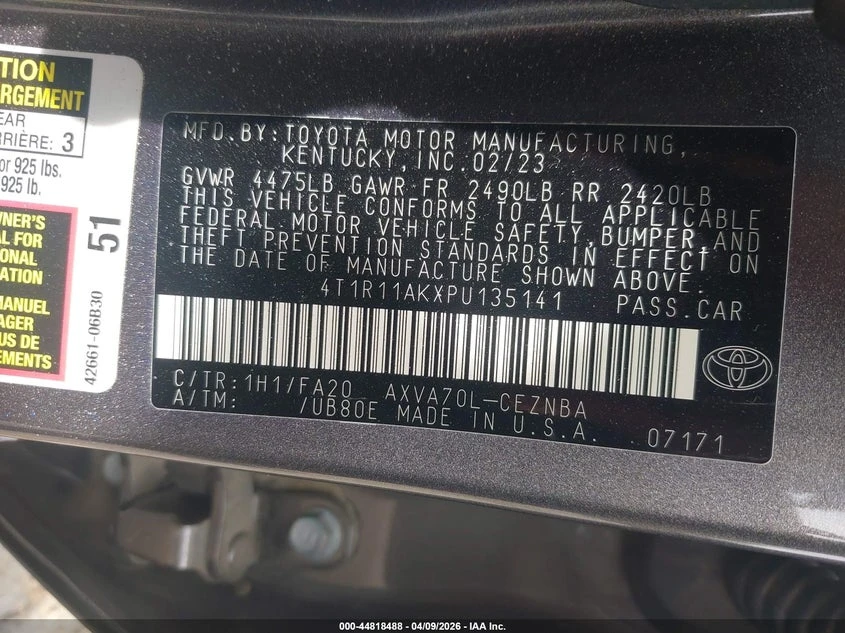 TION
RGEMENT
EAR
RRIÈRE: 3
or 925 lbs.
925 lb.
WNER'S
AL FOR
IONAL
ATION
MANUEL
AGER
US DE
EMENTS
51
42661-06B30
MFD.BY:TOYOTA MOTOR MANUFACTURING,
KENTUCKY,INC.02/23
GVWR 4475LB GAWR FR 2490LB RR 2420LB
THIS VEHICLE CONFORMS TO ALL APPLICABLE
FEDERAL MOTOR VEHICLE SAFETY,BUMPER,AND
THEFT PREVENTION STANDARDS IN EFFECT ON
THE DATE OF MANUFACTURE SHOWN ABOVE.
4T1R11AKXPU135141 PASS.CAR
C/TR:1H1/FA20 AXVA70L-CEZNBA
A/TM: /UB80E MADE IN U.S.A. 07171
000-44818488 - 04/09/2026 - IAA Inc.